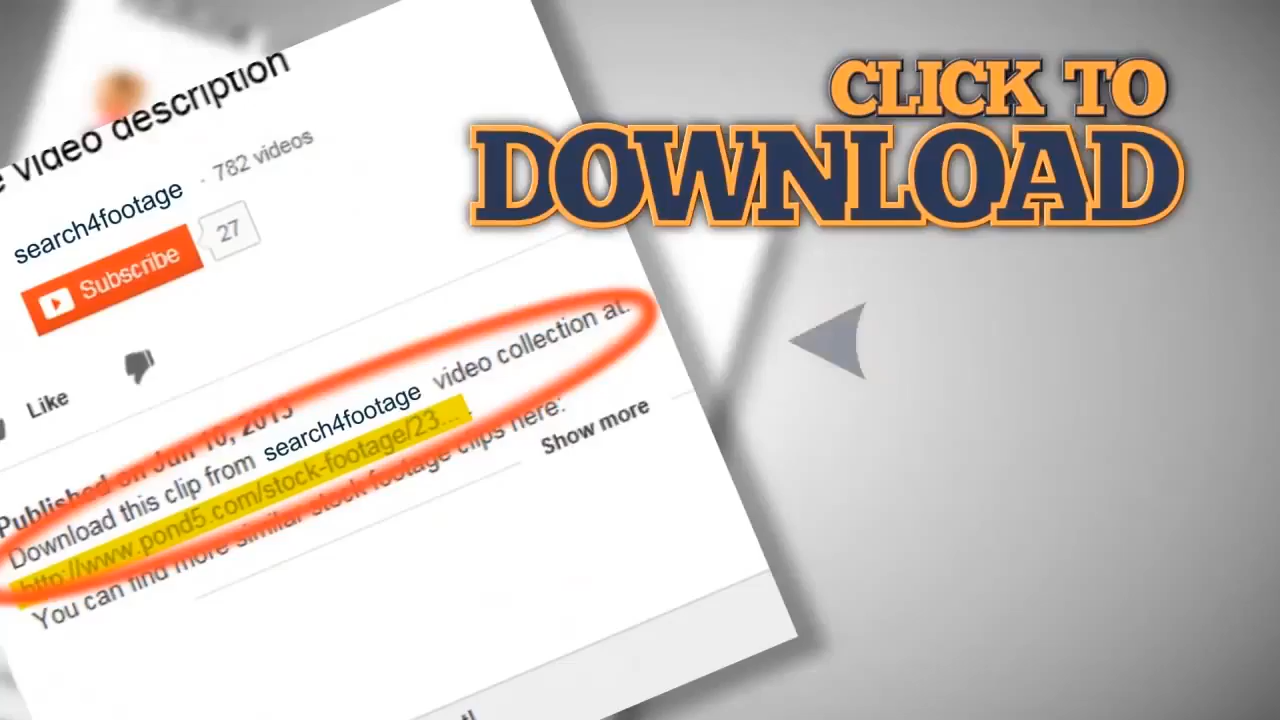 CLICK TO
DOWNLOAD
video description
search4footage · 782 videos
Subscribe 27
Like
Published on Jun 10, 2013
Download this clip from search4footage video collection at:
http://www.pond5.com/stock-footage/23...
You can find more similar stock footage clips here:
Show more